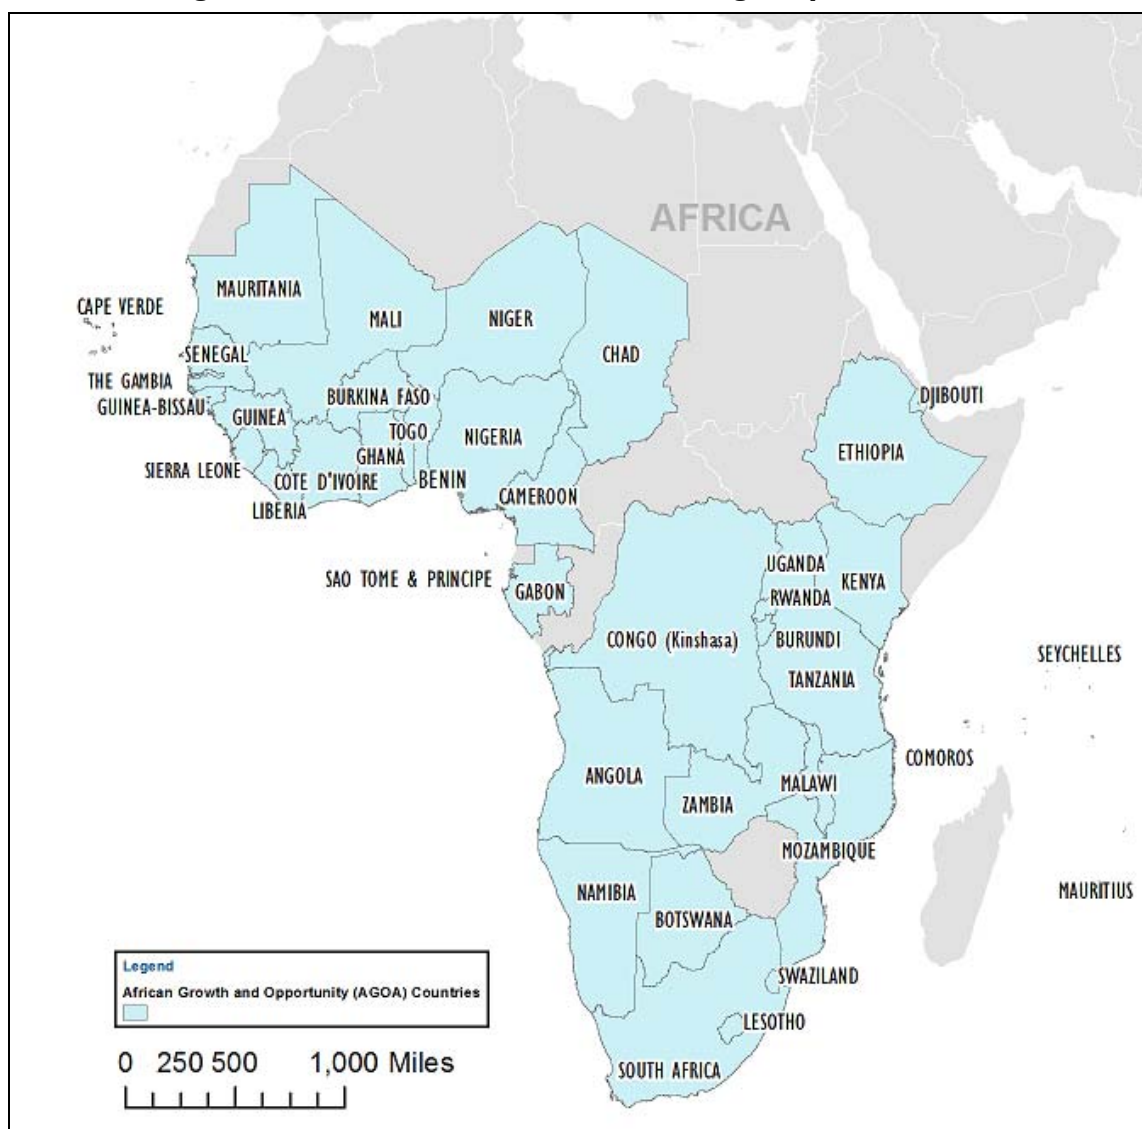 AFRICA
MAURITANIA
CAPE VERDE
MALI
NIGER
SENEGAL
CHAD
THE GAMBIA
DJIBOUTI
BURKINA FASO
GUINEA-BISSAU
GUINEA
TOGO
NIGERIA
ETHIOPIA
GHANA
SIERRA LEONE
COTE D'IVOIRE
BENIN
CAMEROON
LIBERIA
UGANDA
SAO TOME & PRINCIPE
KENYA
GABON
RWANDA
CONGO (Kinshasa)
BURUNDI
SEYCHELLES
TANZANIA
COMOROS
ANGOLA
MALAWI
ZAMBIA
MOZAMBIQUE
NAMIBIA
MAURITIUS
BOTSWANA
SWAZILAND
LESOTHO
SOUTH AFRICA
Legend
African Growth and Opportunity (AGOA) Countries
0 250 500 1,000 Miles